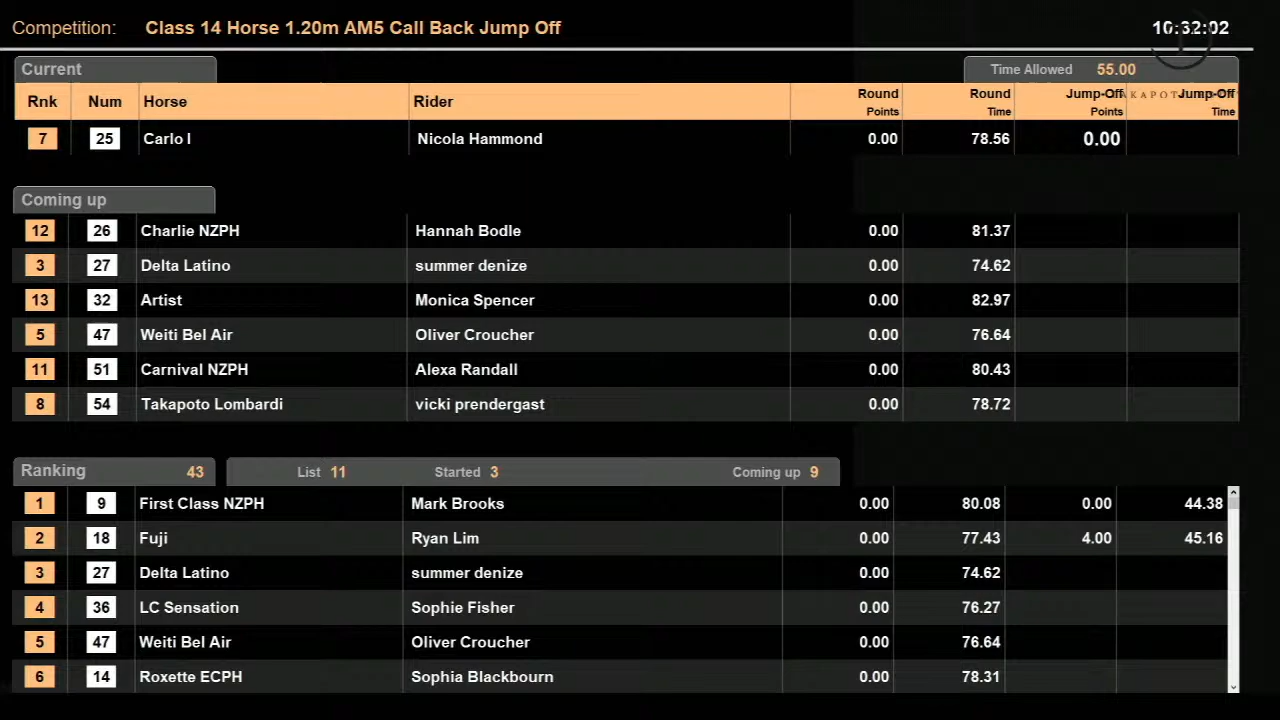 Competition: Class 14 Horse 1.20m AM5 Call Back Jump Off 10:32:02
Current Time Allowed 55.00
Rnk Num Horse Rider Round Points Round Time Jump-Off Points Jump-Off Time
7 25 Carlo I Nicola Hammond 0.00 78.56 0.00
Coming up
12 26 Charlie NZPH Hannah Bodle 0.00 81.37
3 27 Delta Latino summer denize 0.00 74.62
13 32 Artist Monica Spencer 0.00 82.97
5 47 Weiti Bel Air Oliver Croucher 0.00 76.64
11 51 Carnival NZPH Alexa Randall 0.00 80.43
8 54 Takapoto Lombardi vicki prendergast 0.00 78.72
Ranking 43 List 11 Started 3 Coming up 9
1 9 First Class NZPH Mark Brooks 0.00 80.08 0.00 44.38
2 18 Fuji Ryan Lim 0.00 77.43 4.00 45.16
3 27 Delta Latino summer denize 0.00 74.62
4 36 LC Sensation Sophie Fisher 0.00 76.27
5 47 Weiti Bel Air Oliver Croucher 0.00 76.64
6 14 Roxette ECPH Sophia Blackbourn 0.00 78.31